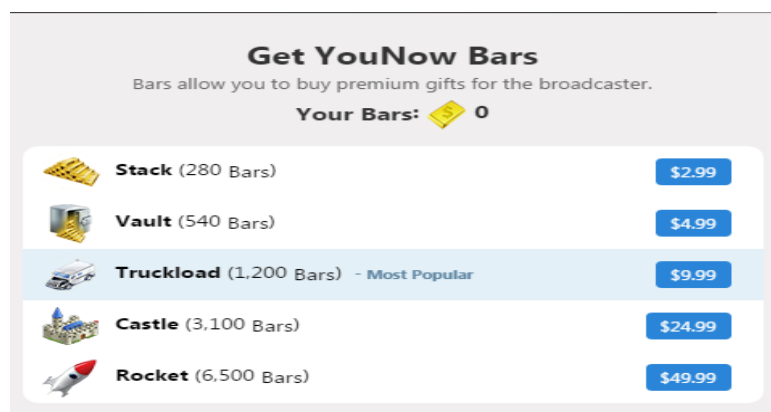 Get YouNow Bars
Bars allow you to buy premium gifts for the broadcaster.
Your Bars: $ 0
Stack (280 Bars) $2.99
Vault (540 Bars) $4.99
Truckload (1,200 Bars) - Most Popular $9.99
Castle (3,100 Bars) $24.99
Rocket (6,500 Bars) $49.99